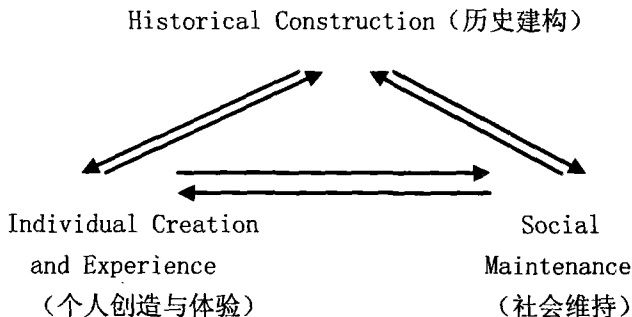 Historical Construction（历史建构）
Individual Creation
and Experience
（个人创造与体验）
Social
Maintenance
（社会维持）